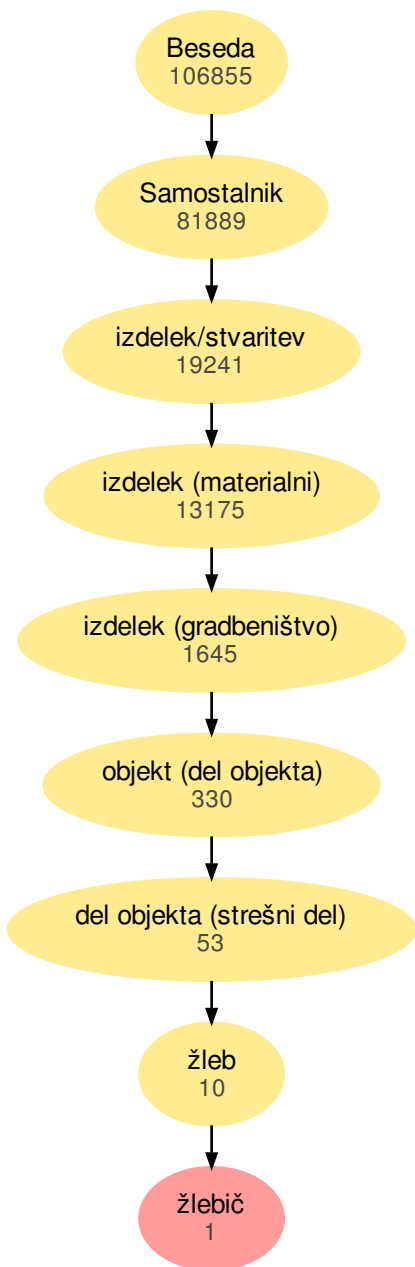 Beseda
106855
Samostalnik
81889
izdelek/stvaritev
19241
izdelek (materialni)
13175
izdelek (gradbeništvo)
1645
objekt (del objekta)
330
del objekta (strešni del)
53
žleb
10
žlebič
1